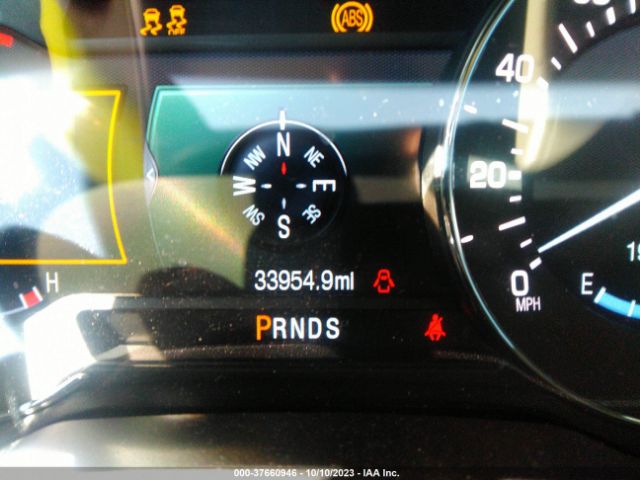 OFF
ABS
40
N
NW NE
20
W E
SW SE
S
33954.9mi
H
0
MPH
E
PRNDS
000-37660946 - 10/10/2023 - IAA Inc.